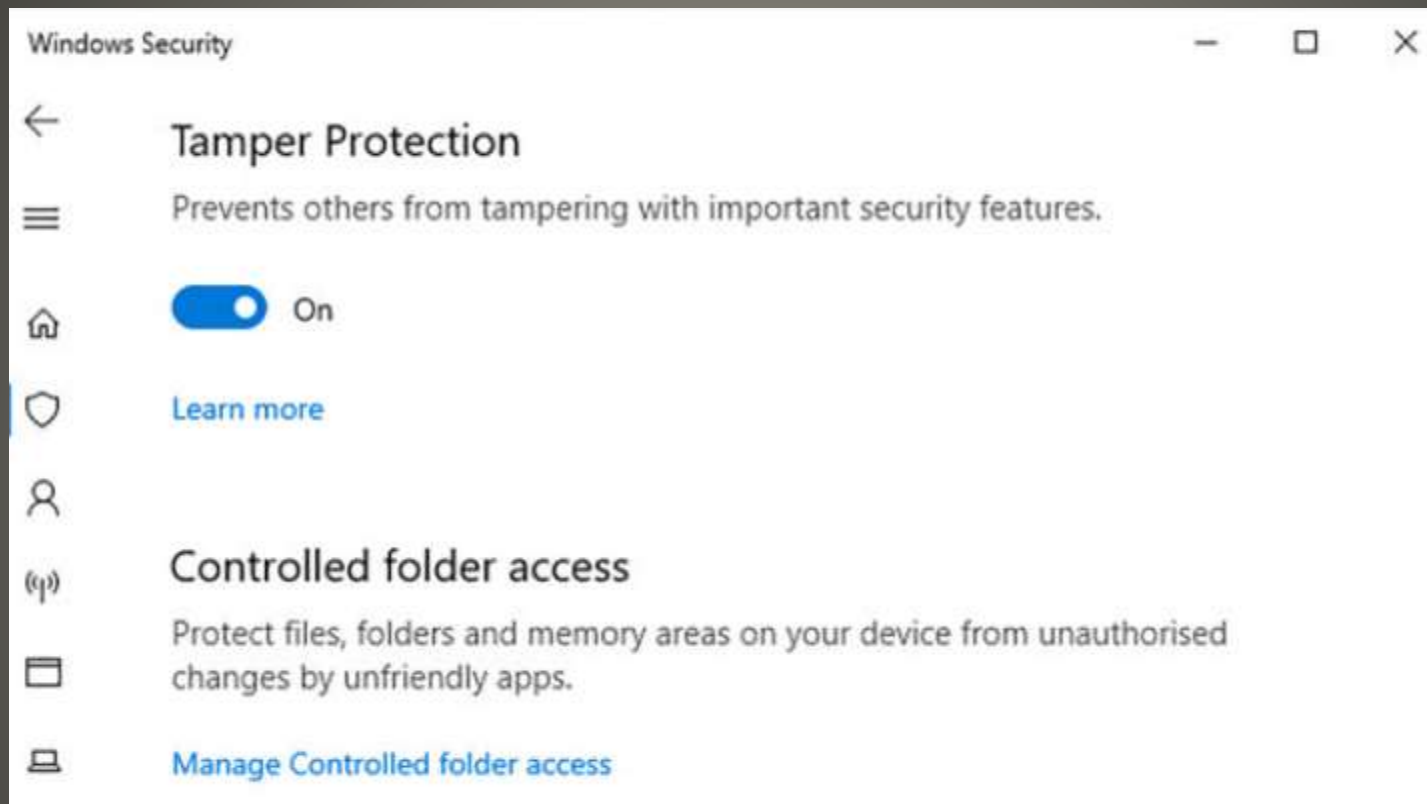 Windows Security
Tamper Protection
Prevents others from tampering with important security features.
On
Learn more
Controlled folder access
Protect files, folders and memory areas on your device from unauthorised
changes by unfriendly apps.
Manage Controlled folder access